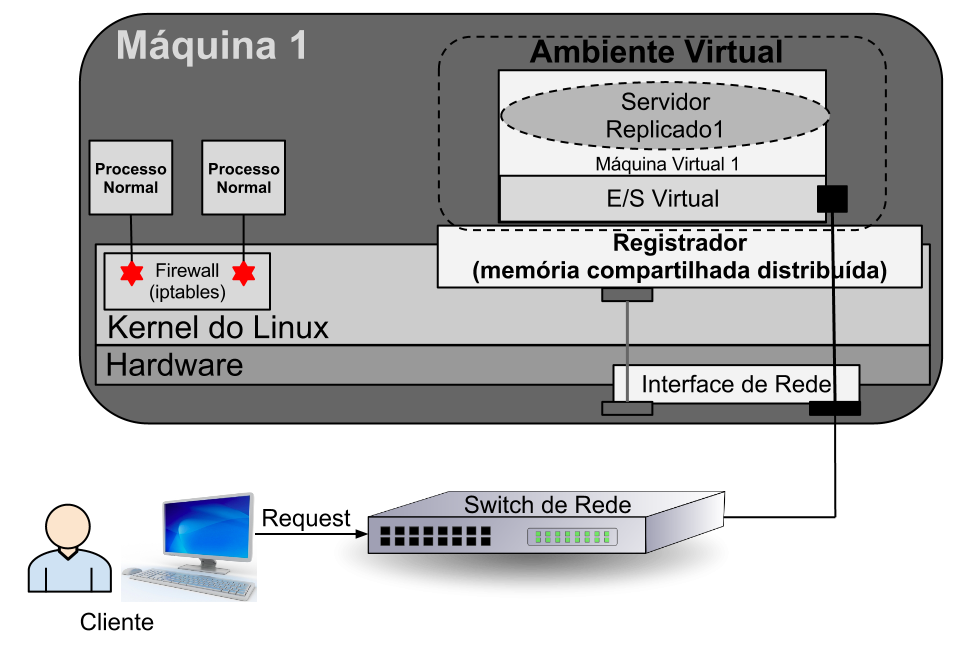 Máquina 1
Ambiente Virtual
Servidor
Replicado1
Máquina Virtual 1
E/S Virtual
Processo
Normal
Processo
Normal
Registrador
(memória compartilhada distribuída)
Firewall
(iptables)
Kernel do Linux
Hardware
Interface de Rede
Switch de Rede
Request
Cliente